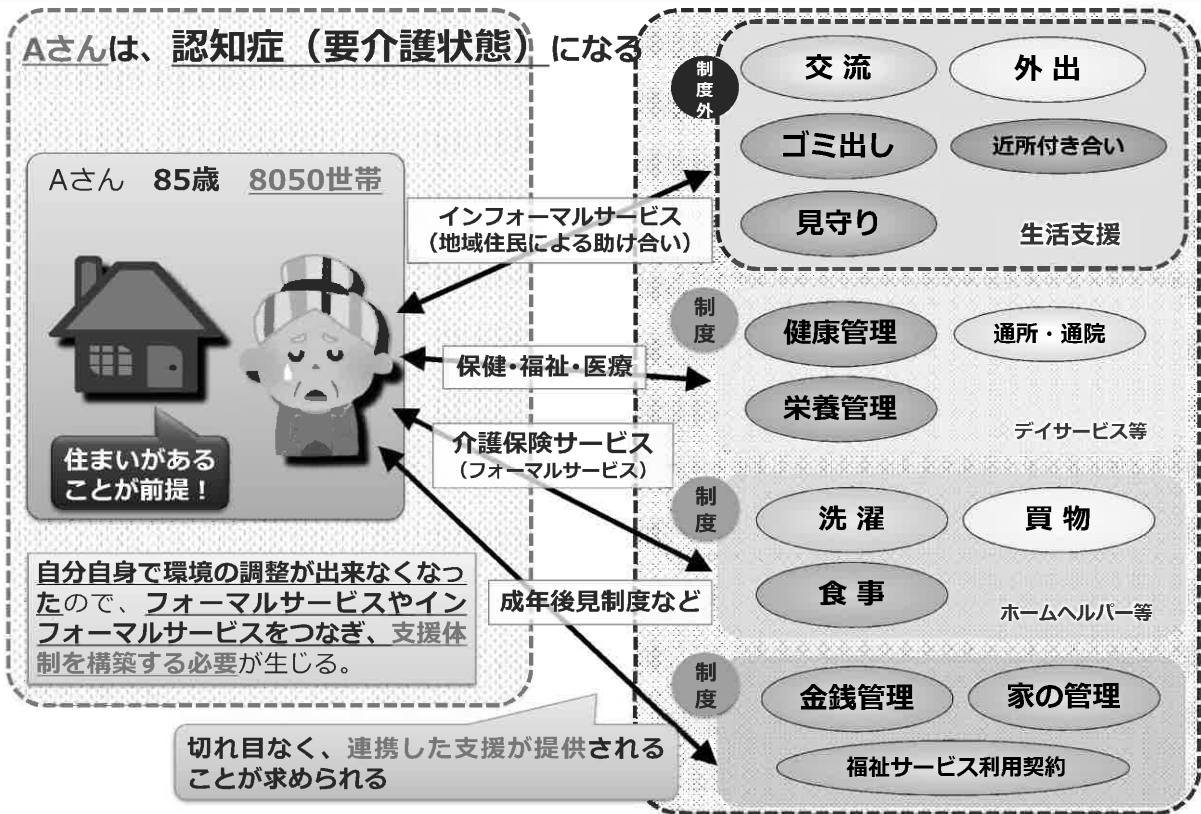 Aさんは、認知症（要介護状態）になる
Aさん 85歳 8050世帯
住まいがある
ことが前提！
自分自身で環境の調整が出来なくなっ
たので、フォーマルサービスやイン
フォーマルサービスをつなぎ、支援体
制を構築する必要が生じる。
切れ目なく、連携した支援が提供される
ことが求められる
インフォーマルサービス
（地域住民による助け合い）
保健・福祉・医療
介護保険サービス
（フォーマルサービス）
成年後見制度など
制度外
交流
外出
ゴミ出し
近所付き合い
見守り
生活支援
制度
健康管理
通所・通院
栄養管理
デイサービス等
制度
洗濯
買物
食事
ホームヘルパー等
制度
金銭管理
家の管理
福祉サービス利用契約